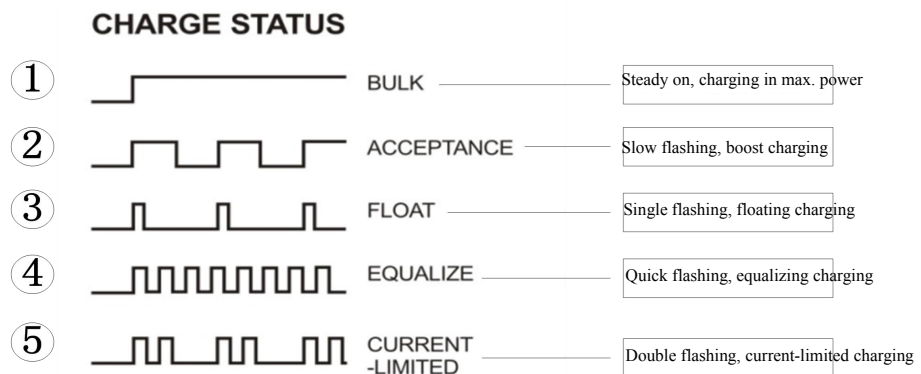 CHARGE STATUS
① BULK Steady on, charging in max. power
② ACCEPTANCE Slow flashing, boost charging
③ FLOAT Single flashing, floating charging
④ EQUALIZE Quick flashing, equalizing charging
⑤ CURRENT
-LIMITED Double flashing, current-limited charging